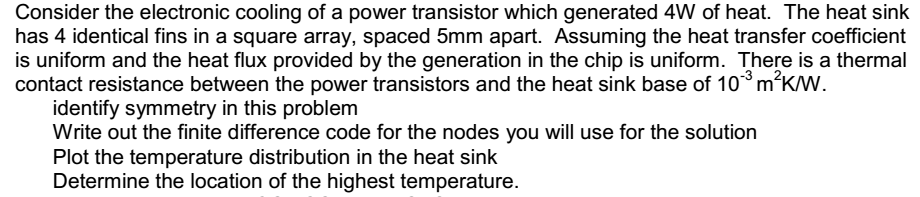 Consider the electronic cooling of a power transistor which generated 4W of heat.  The heat sink
has 4 identical fins in a square array, spaced 5mm apart.  Assuming the heat transfer coefficient
is uniform and the heat flux provided by the generation in the chip is uniform.  There is a thermal
contact resistance between the power transistors and the heat sink base of 10⁻³ m²K/W.
identify symmetry in this problem
Write out the finite difference code for the nodes you will use for the solution
Plot the temperature distribution in the heat sink
Determine the location of the highest temperature.